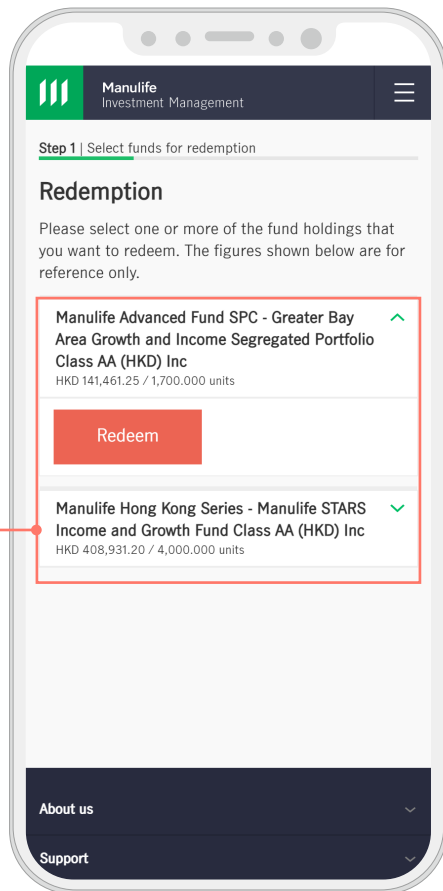 Manulife
Investment Management
Step 1 | Select funds for redemption
Redemption
Please select one or more of the fund holdings that
you want to redeem. The figures shown below are for
reference only.
Manulife Advanced Fund SPC - Greater Bay
Area Growth and Income Segregated Portfolio
Class AA (HKD) Inc
HKD 141,461.25 / 1,700.000 units
Redeem
Manulife Hong Kong Series - Manulife STARS
Income and Growth Fund Class AA (HKD) Inc
HKD 408,931.20 / 4,000.000 units
About us
Support